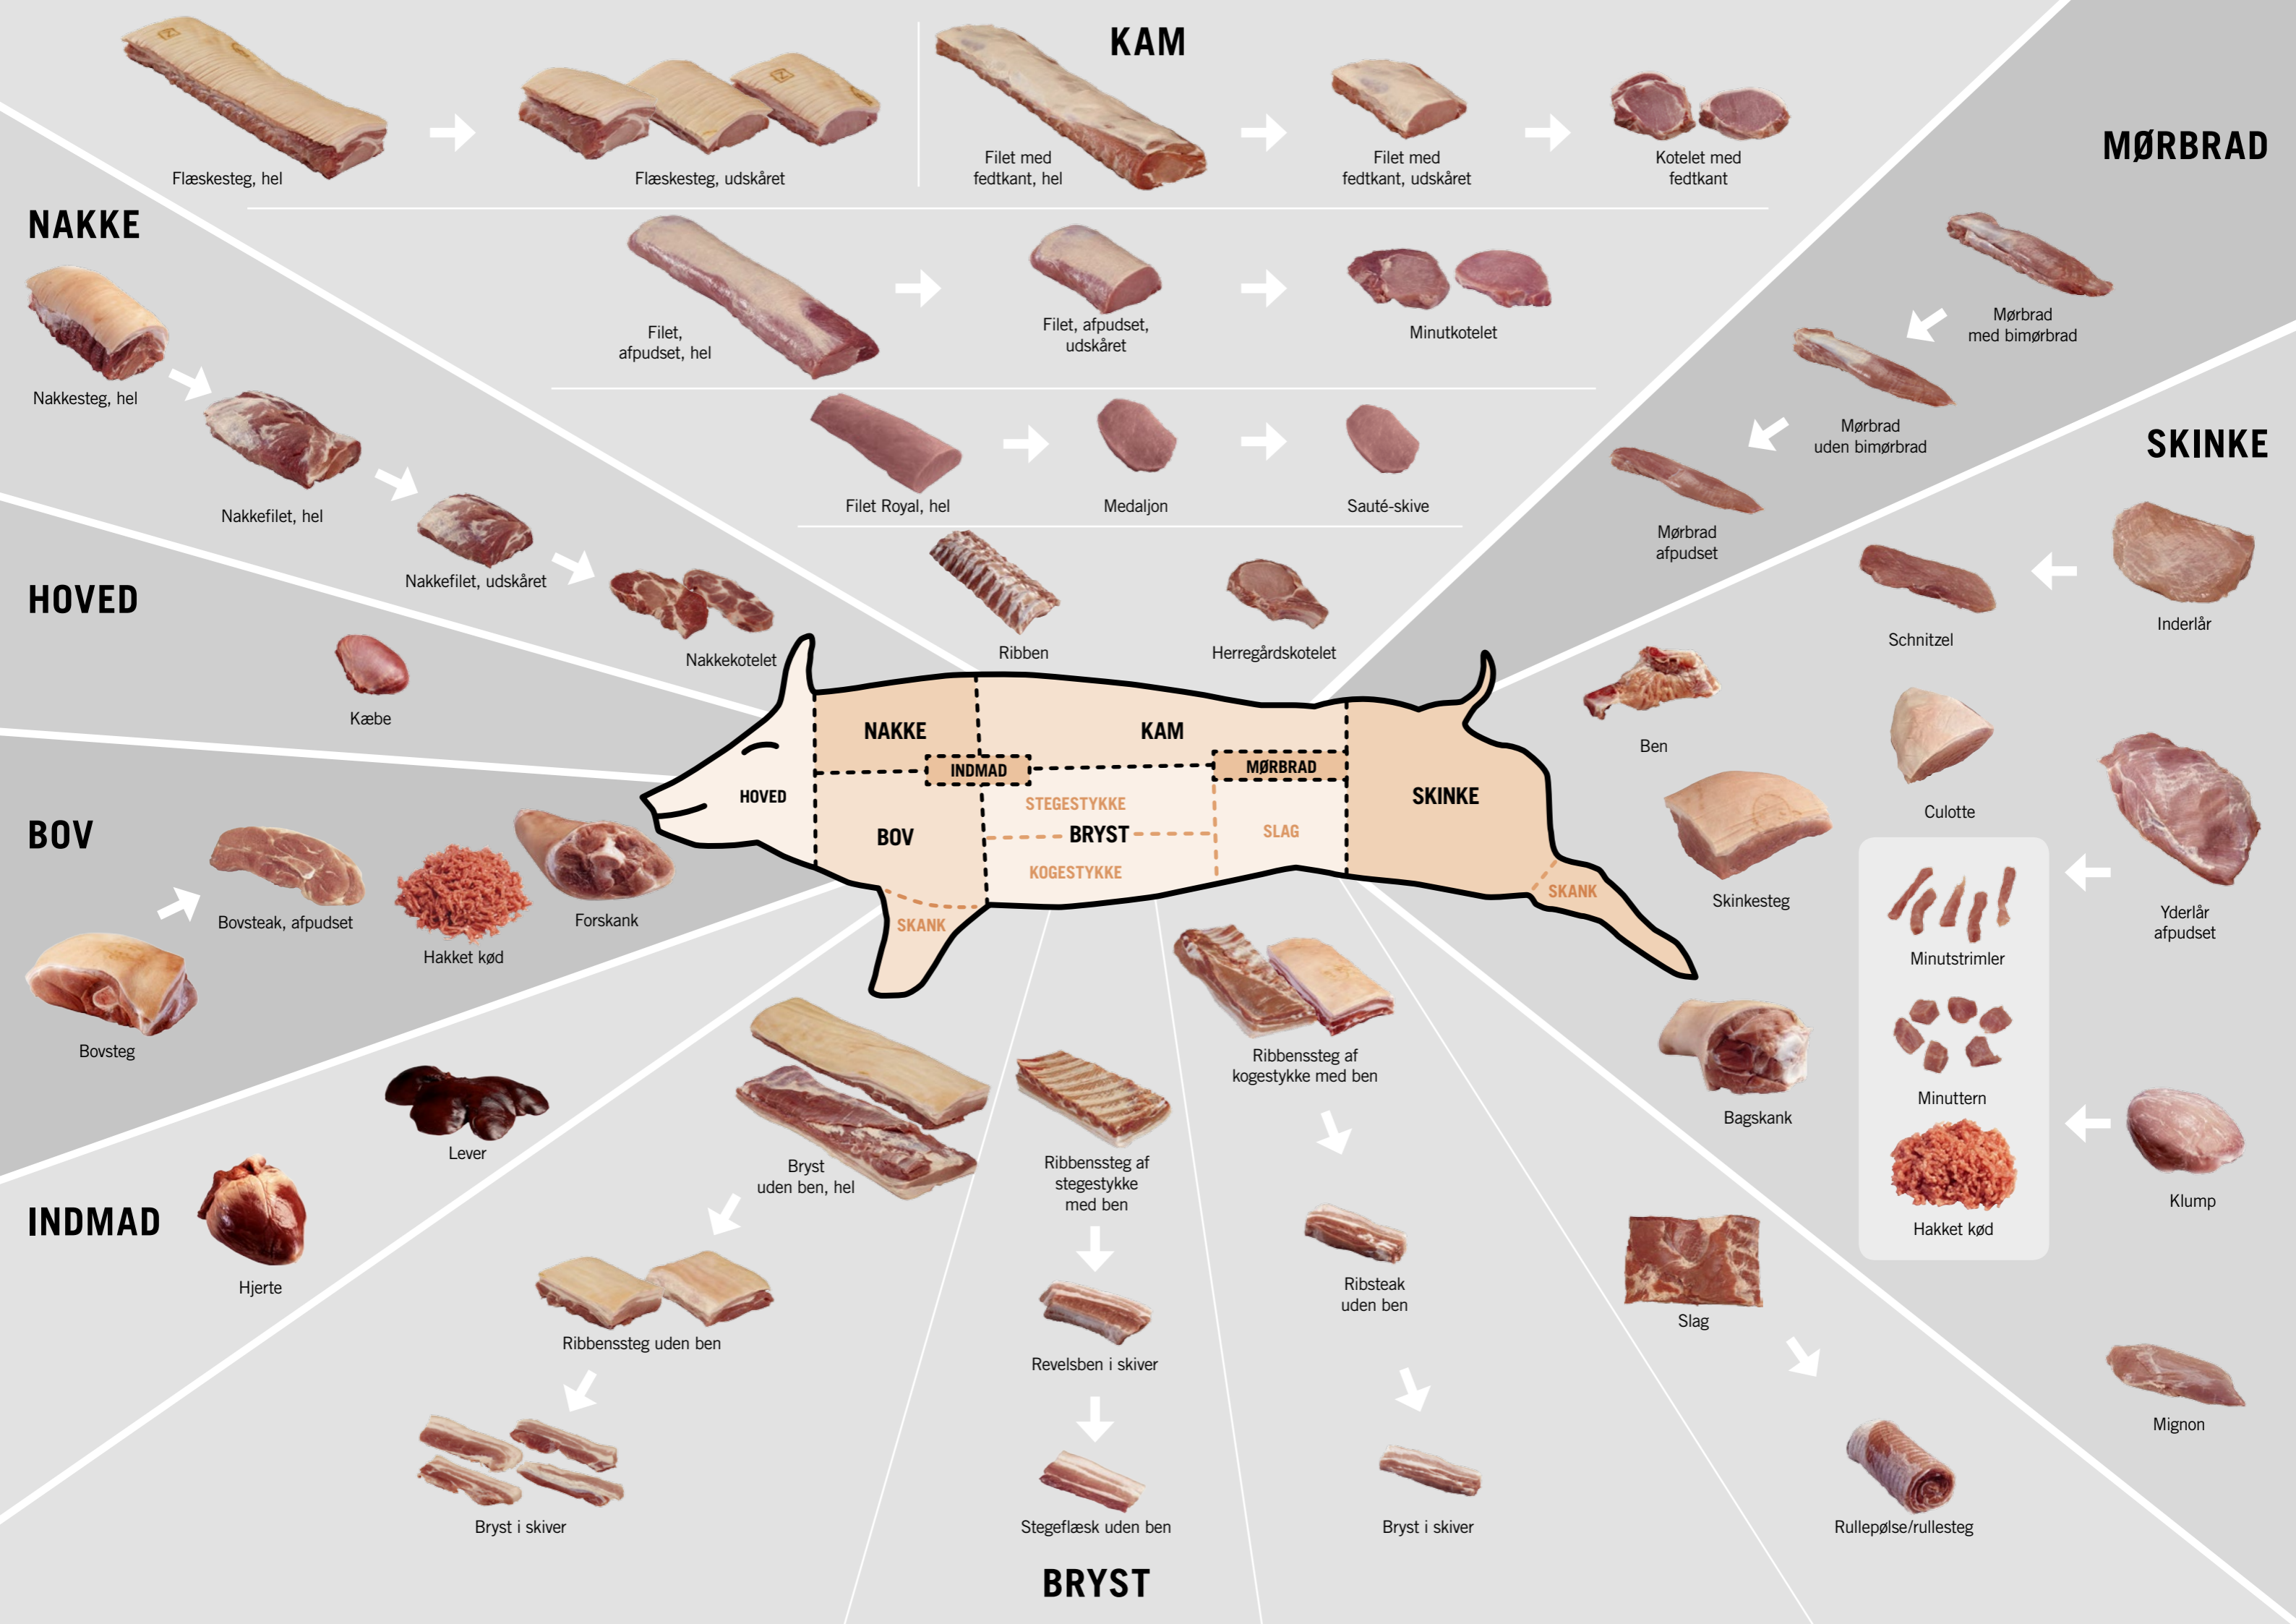 KAM
Flæskesteg, hel
Flæskesteg, udskåret
Filet med
fedtkant, hel
Filet med
fedtkant, udskåret
Kotelet med
fedtkant
Filet,
afpudset, hel
Filet, afpudset,
udskåret
Minutkotelet
Filet Royal, hel
Medaljon
Sauté-skive
Ribben
Herregårdskotelet
MØRBRAD
Mørbrad
med bimørbrad
Mørbrad
uden bimørbrad
Mørbrad
afpudset
NAKKE
Nakkesteg, hel
Nakkefilet, hel
Nakkefilet, udskåret
Nakkekotelet
HOVED
Kæbe
BOV
Bovsteak, afpudset
Hakket kød
Forskank
Bovsteg
INDMAD
Lever
Hjerte
NAKKE
KAM
INDMAD
MØRBRAD
HOVED
STEGESTYKKE
SKINKE
BOV
BRYST
SLAG
KOGESTYKKE
SKANK
SKANK
SKINKE
Inderlår
Schnitzel
Ben
Culotte
Skinkesteg
Yderlår
afpudset
Minutstrimler
Minuttern
Hakket kød
Bagskank
Klump
Mignon
Bryst
uden ben, hel
Ribbenssteg uden ben
Bryst i skiver
Ribbenssteg af
stegestykke
med ben
Revelsben i skiver
Stegeflæsk uden ben
Ribbenssteg af
kogestykke med ben
Ribsteak
uden ben
Bryst i skiver
Slag
Rullepølse/rullesteg
BRYST